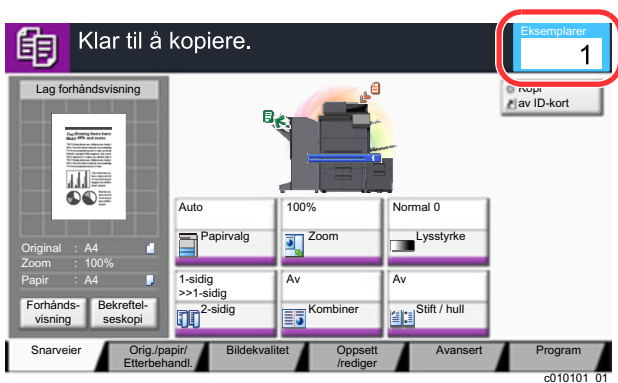 Klar til å kopiere.
Eksemplarer
1
Lag forhåndsvisning
Kopi
av ID-kort
Original : A4
Zoom : 100%
Papir : A4
Forhånds-
visning
Bekreftel-
seskopi
Auto
Papirvalg
100%
Zoom
Normal 0
Lysstyrke
1-sidig
>>1-sidig
2-sidig
Av
Kombiner
Av
Stift / hull
Snarveier
Orig./papir/
Etterbehandl.
Bildekvalitet
Oppsett
/rediger
Avansert
Program
c010101_01